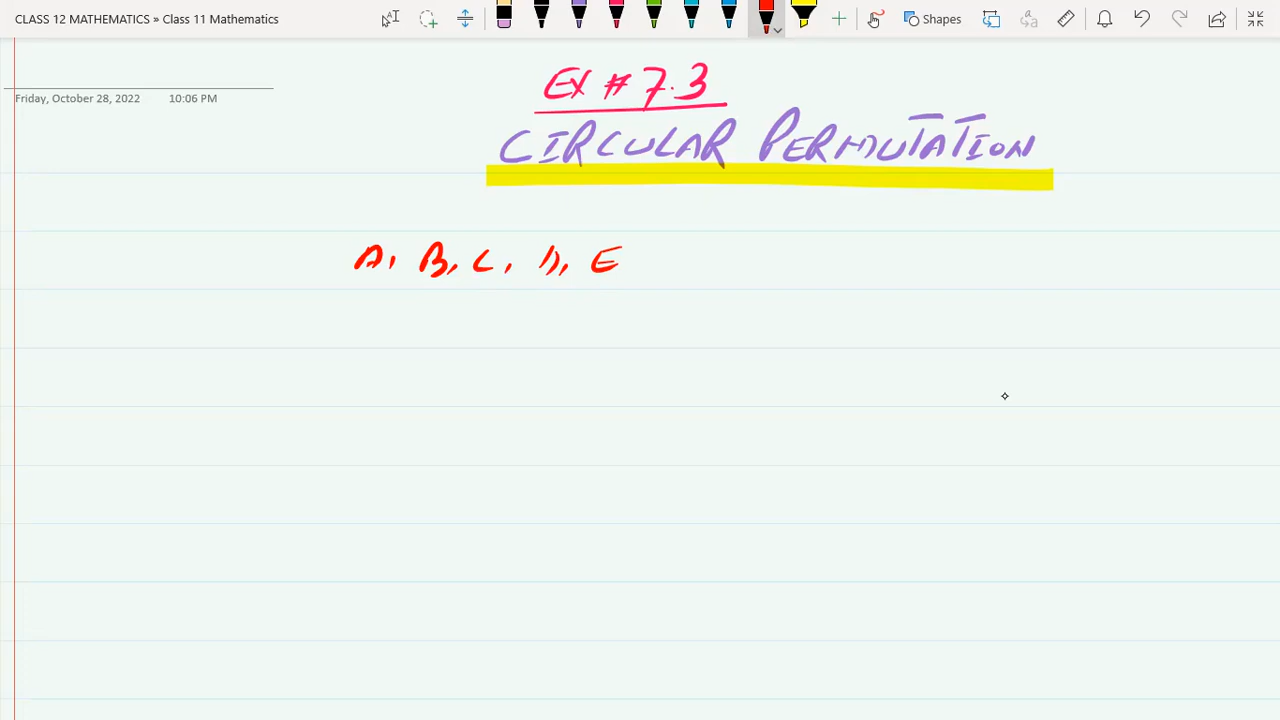 CLASS 12 MATHEMATICS » Class 11 Mathematics
Shapes
EX # 7.3
Friday, October 28, 2022 10:06 PM
CIRCULAR PERMUTATION
A, B, C, D, E